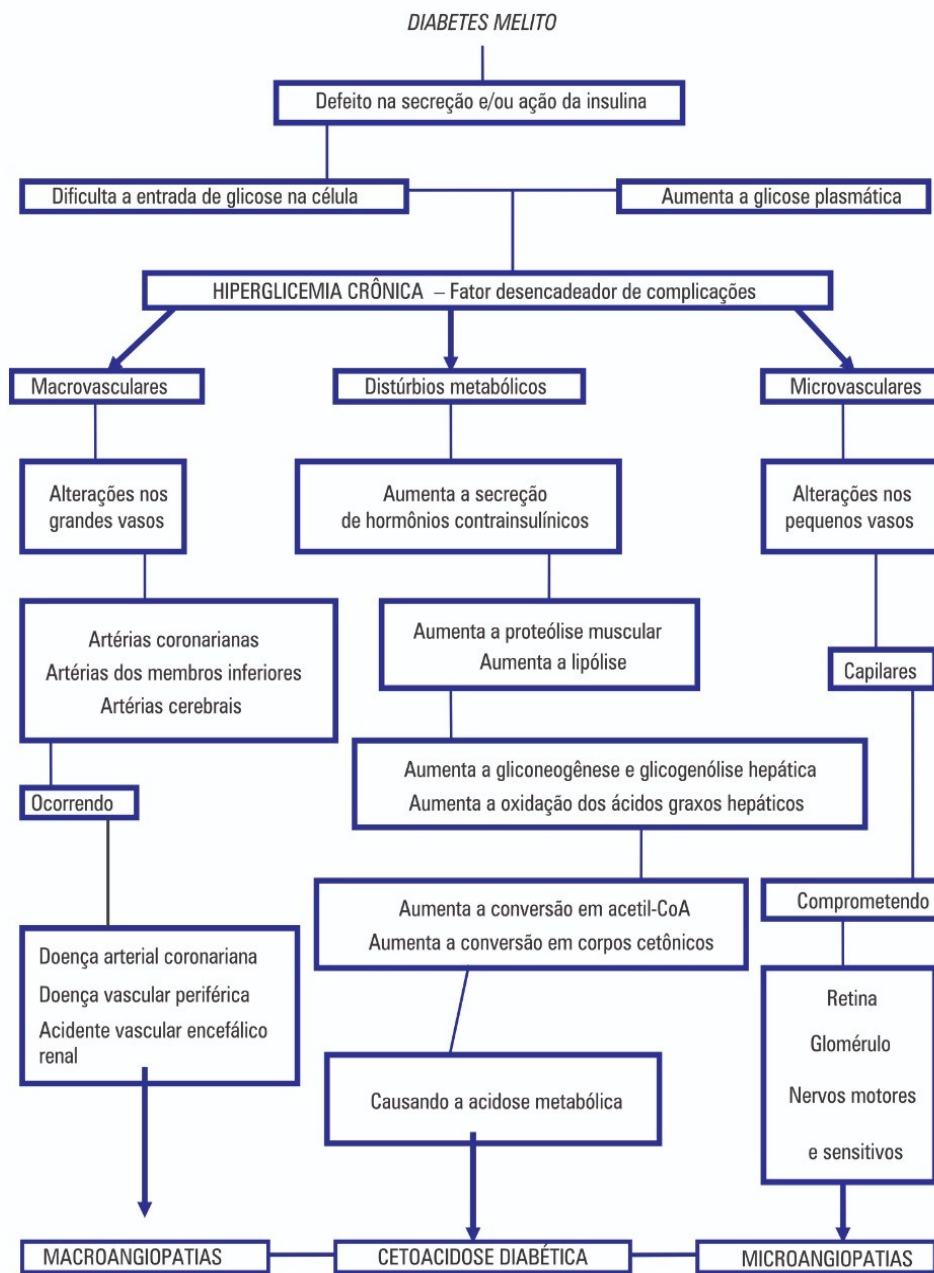 DIABETES MELITO
Defeito na secreção e/ou ação da insulina
Dificulta a entrada de glicose na célula
Aumenta a glicose plasmática
HIPERGLICEMIA CRÔNICA – Fator desencadeador de complicações
Macrovasculares
Distúrbios metabólicos
Microvasculares
Alterações nos
grandes vasos
Aumenta a secreção
de hormônios contrainsulínicos
Alterações nos
pequenos vasos
Artérias coronarianas
Artérias dos membros inferiores
Artérias cerebrais
Aumenta a proteólise muscular
Aumenta a lipólise
Capilares
Ocorrendo
Aumenta a gliconeogênese e glicogenólise hepática
Aumenta a oxidação dos ácidos graxos hepáticos
Aumenta a conversão em acetil-CoA
Aumenta a conversão em corpos cetônicos
Comprometendo
Doença arterial coronariana
Doença vascular periférica
Acidente vascular encefálico
renal
Causando a acidose metabólica
Retina
Glomérulo
Nervos motores
e sensitivos
MACROANGIOPATIAS
CETOACIDOSE DIABÉTICA
MICROANGIOPATIAS